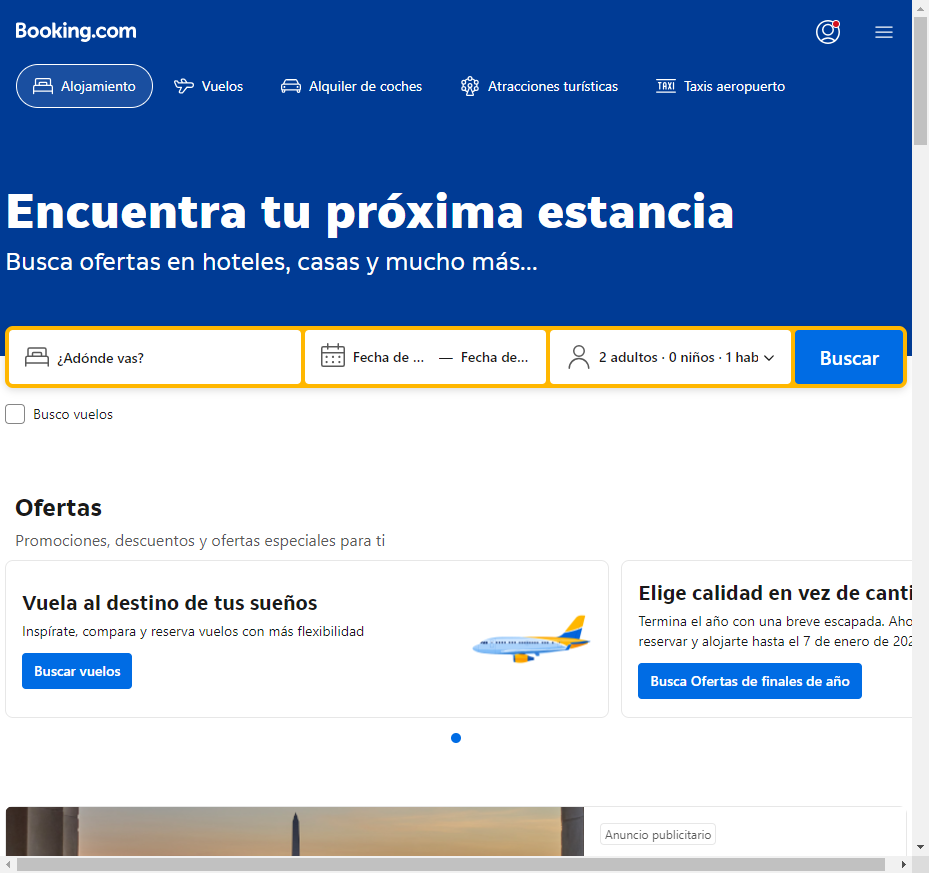 Booking.com
Alojamiento
Vuelos
Alquiler de coches
Atracciones turísticas
TAXI
Taxis aeropuerto
Encuentra tu próxima estancia
Busca ofertas en hoteles, casas y mucho más...
¿Adónde vas?
Fecha de ... — Fecha de...
2 adultos · 0 niños · 1 hab
Buscar
Busco vuelos
Ofertas
Promociones, descuentos y ofertas especiales para ti
Vuela al destino de tus sueños
Inspírate, compara y reserva vuelos con más flexibilidad
Buscar vuelos
Elige calidad en vez de canti
Termina el año con una breve escapada. Aho
reservar y alojarte hasta el 7 de enero de 202
Busca Ofertas de finales de año
Anuncio publicitario